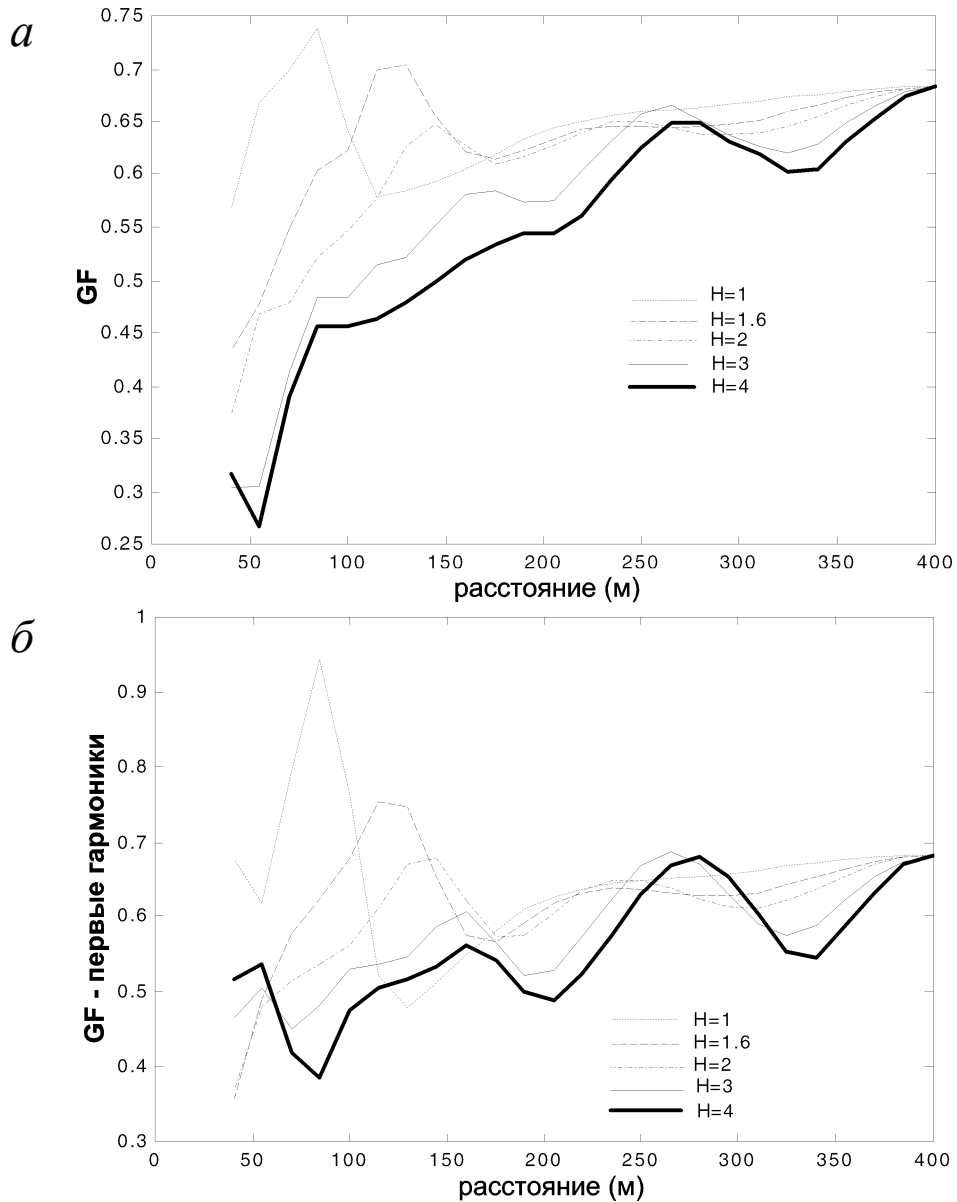 а
0.75
0.7
0.65
0.6
0.55
0.5
0.45
0.4
0.35
0.3
0.25
GF
H=1
H=1.6
H=2
H=3
H=4
0 50 100 150 200 250 300 350 400
расстояние (м)
б
1
0.9
0.8
0.7
0.6
0.5
0.4
0.3
GF - первые гармоники
H=1
H=1.6
H=2
H=3
H=4
0 50 100 150 200 250 300 350 400
расстояние (м)